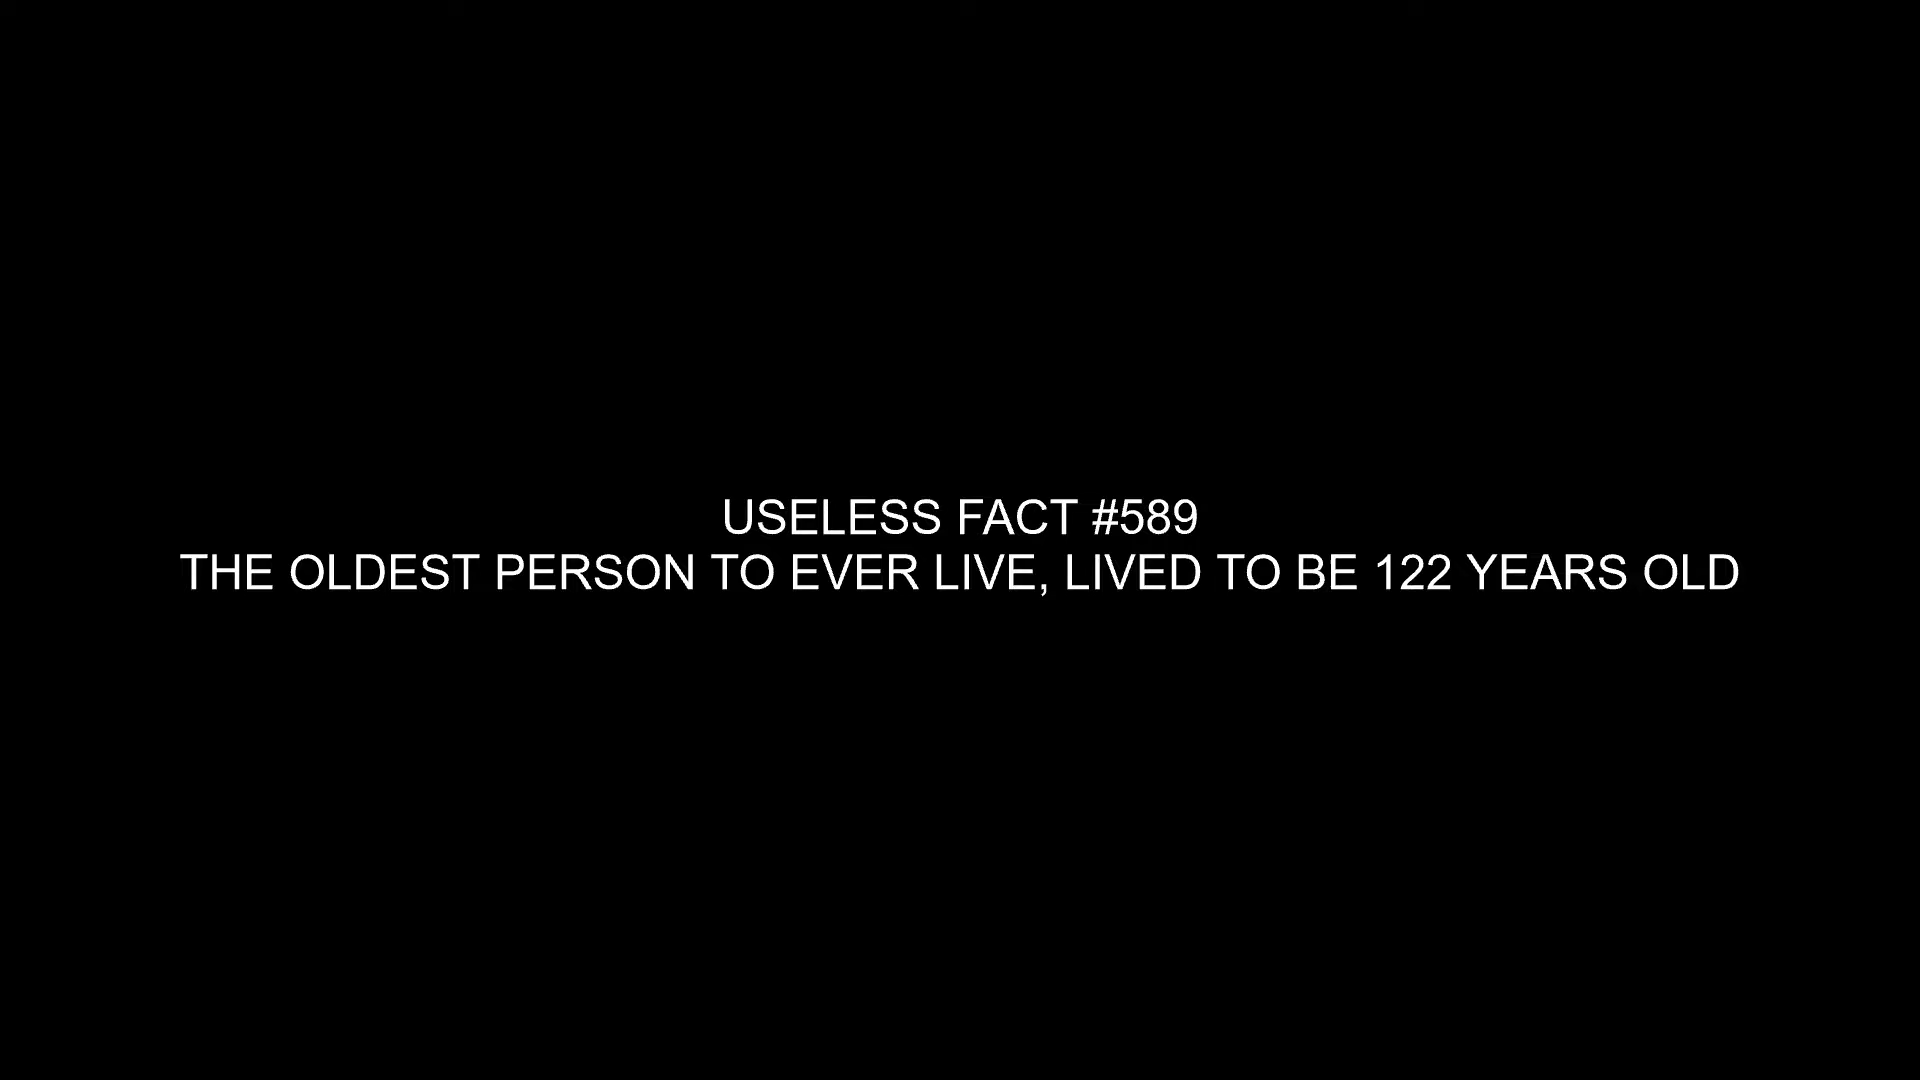 USELESS FACT #589
THE OLDEST PERSON TO EVER LIVE, LIVED TO BE 122 YEARS OLD